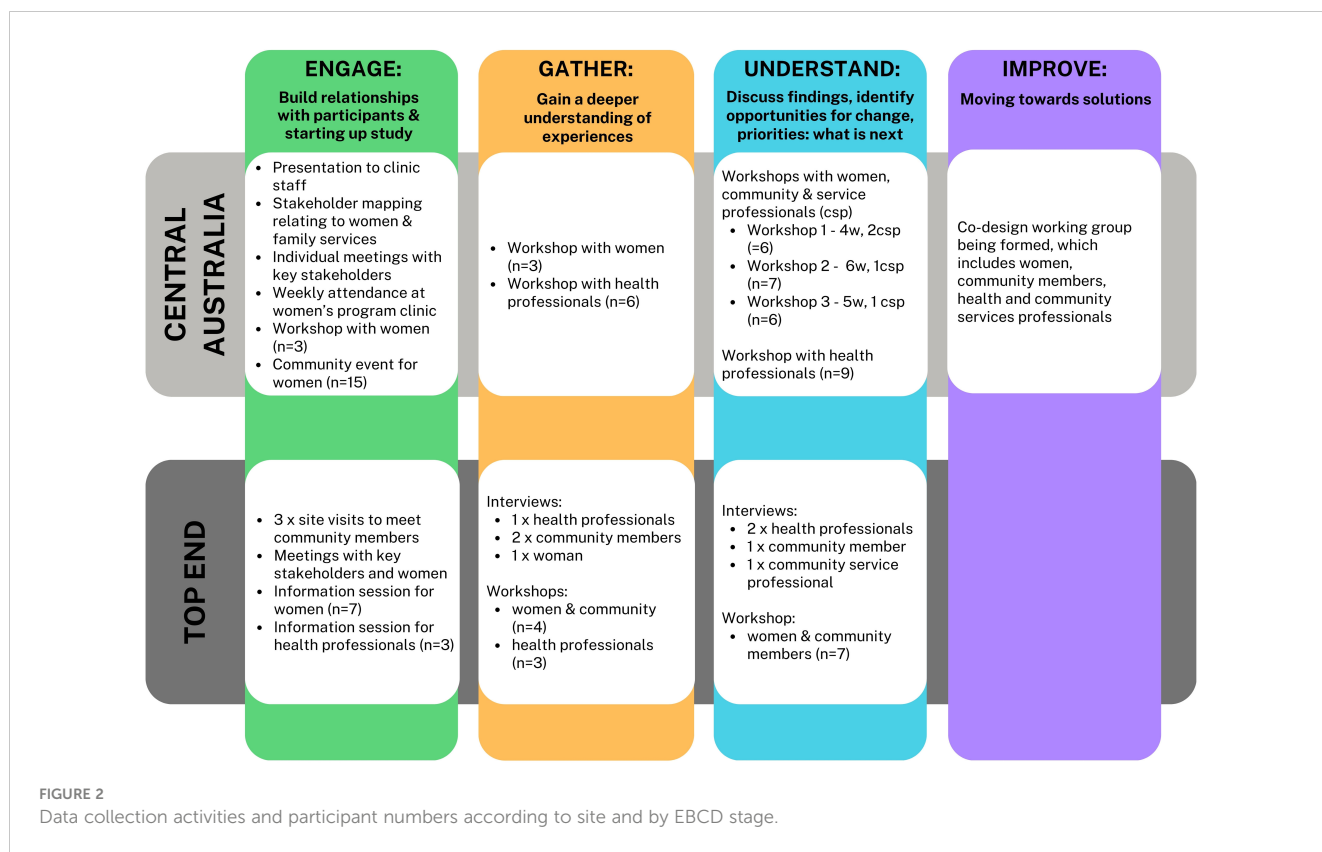 ENGAGE:
Build relationships
with participants &
starting up study
GATHER:
Gain a deeper
understanding of
experiences
UNDERSTAND:
Discuss findings, identify
opportunities for change,
priorities: what is next
IMPROVE:
Moving towards solutions
CENTRAL
AUSTRALIA
• Presentation to clinic
staff
• Stakeholder mapping
relating to women &
family services
• Individual meetings with
key stakeholders
• Weekly attendance at
women's program clinic
• Workshop with women
(n=3)
• Community event for
women (n=15)
• Workshop with women
(n=3)
• Workshop with health
professionals (n=6)
Workshops with women,
community & service
professionals (csp)
• Workshop 1 - 4w, 2csp
(=6)
• Workshop 2 -  6w, 1csp
(n=7)
• Workshop 3 - 5w, 1 csp
(n=6)
Workshop with health
professionals (n=9)
Co-design working group
being formed, which
includes women,
community members,
health and community
services professionals
TOP END
• 3 x site visits to meet
community members
• Meetings with key
stakeholders and women
• Information session for
women (n=7)
• Information session for
health professionals (n=3)
Interviews:
• 1 x health professionals
• 2 x community members
• 1 x woman
Workshops:
• women & community
(n=4)
• health professionals
(n=3)
Interviews:
• 2 x health professionals
• 1 x community member
• 1 x community service
professional
Workshop:
• women & community
members (n=7)
FIGURE 2
Data collection activities and participant numbers according to site and by EBCD stage.